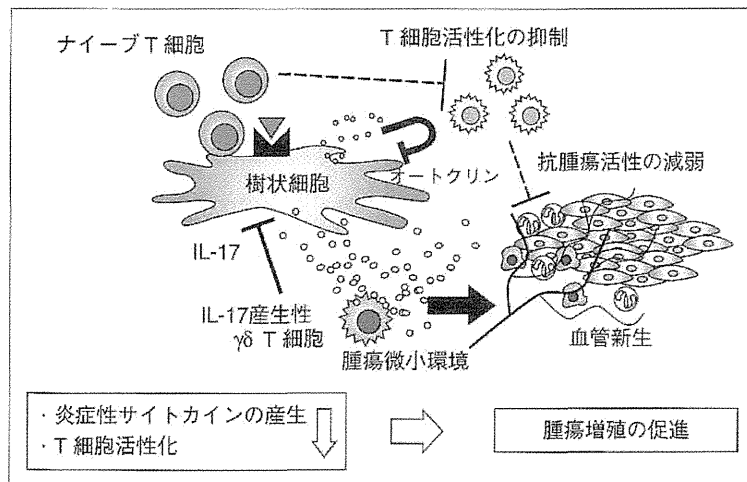 ナイーブT細胞
T細胞活性化の抑制
抗腫瘍活性の減弱
オートクリン
樹状細胞
IL-17
IL-17産生性
γδ T細胞
腫瘍微小環境
血管新生
・炎症性サイトカインの産生
・T細胞活性化
腫瘍増殖の促進